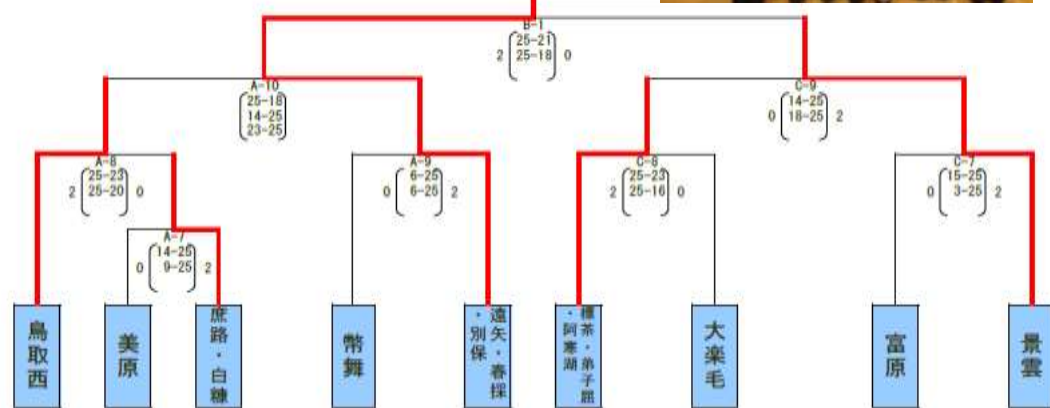 B-1
2 25-21 0
25-18
A-10
25-18
14-25
23-25
C-9
0 14-25 2
18-25
A-8
2 25-23 0
25-20
A-9
0 6-25 2
6-25
C-8
2 25-23 0
25-16
C-7
0 15-25 2
3-25
A-7
0 14-25 2
9-25
鳥取西
美原
庶路・白糠
幣舞
遠矢・春採
・別保
標茶・弟子屈
・阿寒湖
大楽毛
富原
景雲